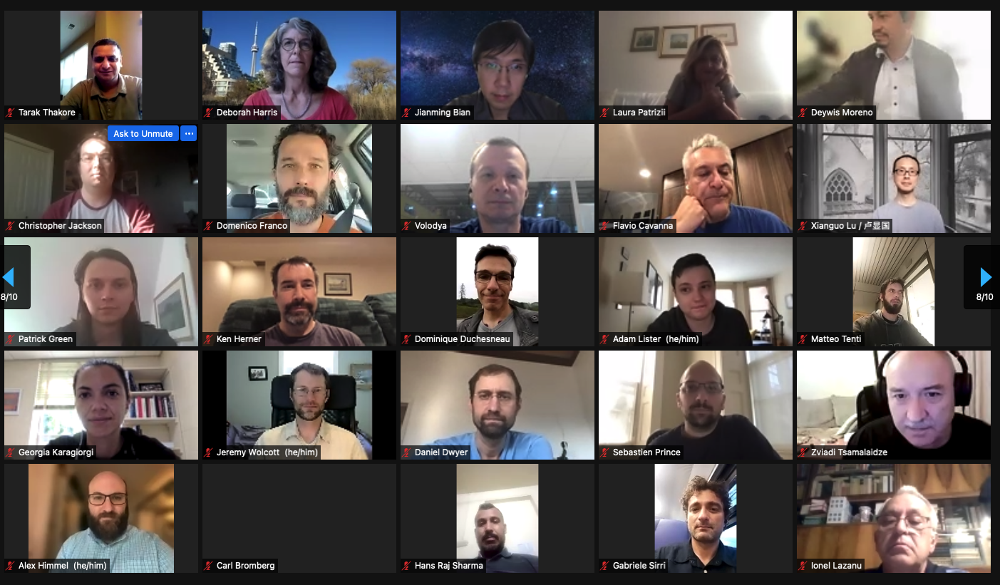 Tarak Thakore
Deborah Harris
Jianming Bian
Laura Patrizii
Deywis Moreno
Ask to Unmute ...
Christopher Jackson
Domenico Franco
Volodya
Flavio Cavanna
Xianguo Lu / 卢显国
8/10
8/10
Patrick Green
Ken Herner
Dominique Duchesneau
Adam Lister (he/him)
Matteo Tenti
Georgia Karagiorgi
Jeremy Wolcott (he/him)
Daniel Dwyer
Sebastien Prince
Zviadi Tsamalaidze
Alex Himmel (he/him)
Carl Bromberg
Hans Raj Sharma
Gabriele Sirri
Ionel Lazanu